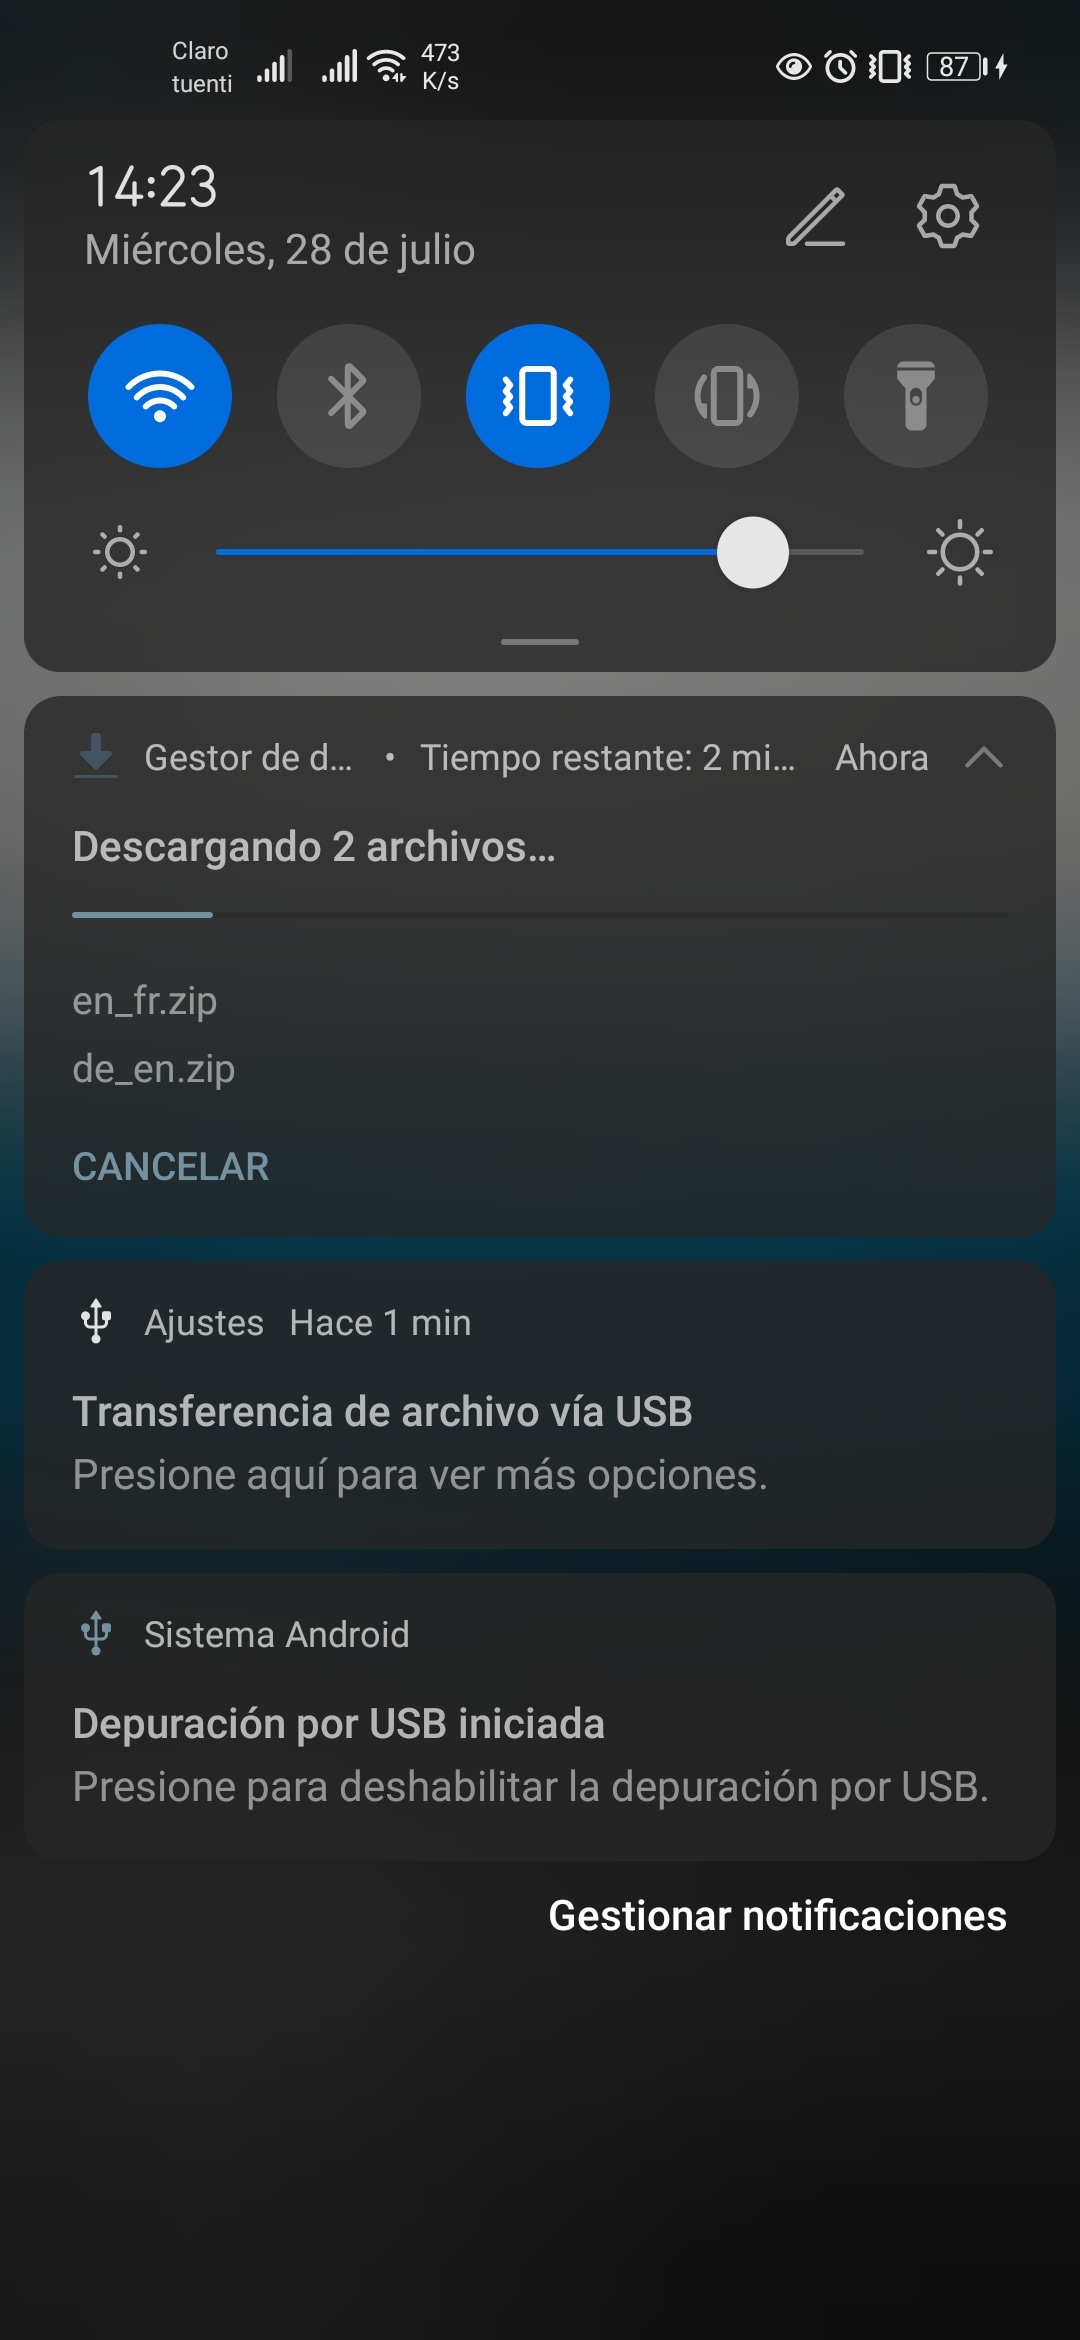 Claro
tuenti
473
K/s
87
14:23
Miércoles, 28 de julio
Gestor de d... • Tiempo restante: 2 mi... Ahora
Descargando 2 archivos...
en_fr.zip
de_en.zip
CANCELAR
Ajustes Hace 1 min
Transferencia de archivo vía USB
Presione aquí para ver más opciones.
Sistema Android
Depuración por USB iniciada
Presione para deshabilitar la depuración por USB.
Gestionar notificaciones